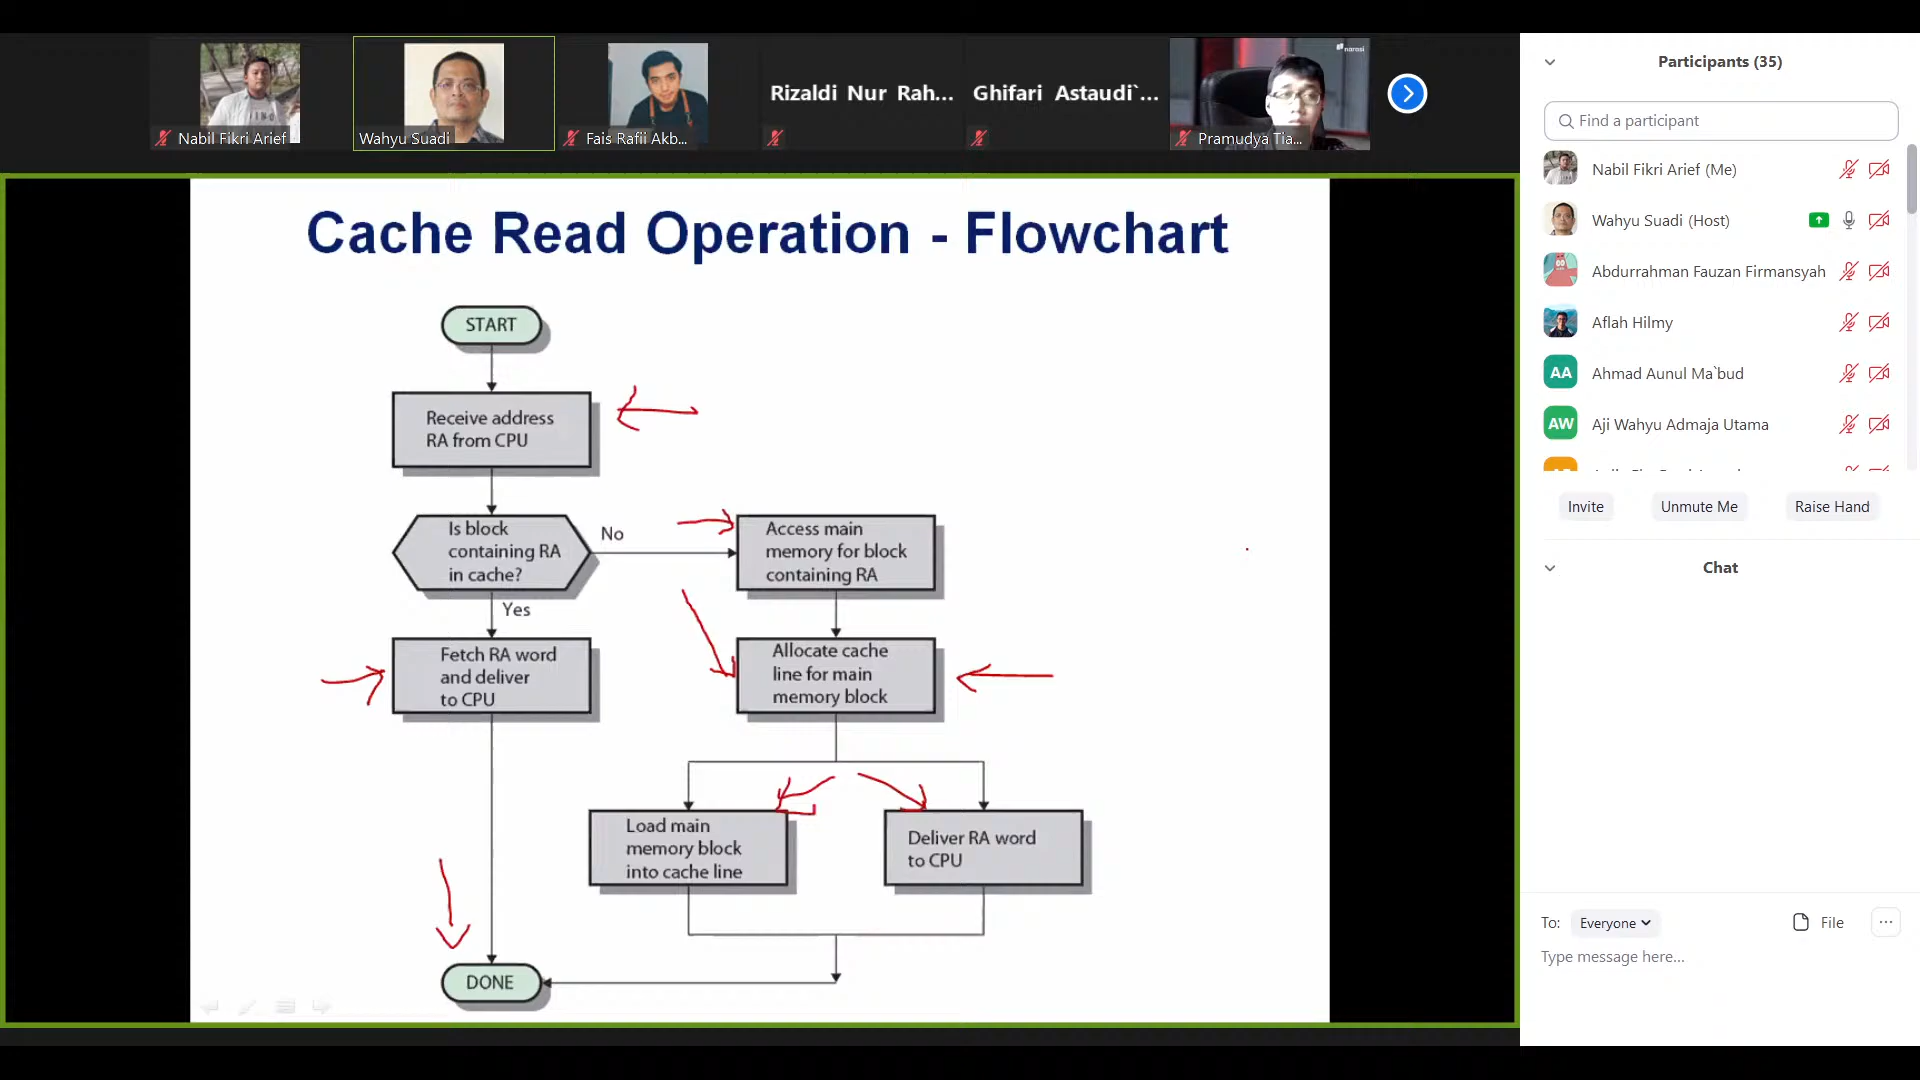 narasi
Nabil Fikri Arief
Wahyu Suadi
Fais Rafii Akb...
Rizaldi Nur Rah...
Ghifari Astaudi`...
Pramudya Tia...
Cache Read Operation - Flowchart
START
Receive address
RA from CPU
Is block
containing RA
in cache?
No
Access main
memory for block
containing RA
Yes
Fetch RA word
and deliver
to CPU
Allocate cache
line for main
memory block
Load main
memory block
into cache line
Deliver RA word
to CPU
DONE
Participants (35)
Find a participant
Nabil Fikri Arief (Me)
Wahyu Suadi (Host)
Abdurrahman Fauzan Firmansyah
Aflah Hilmy
AA
Ahmad Aunul Ma`bud
AW
Aji Wahyu Admaja Utama
Invite
Unmute Me
Raise Hand
Chat
To:
Everyone
File
...
Type message here...